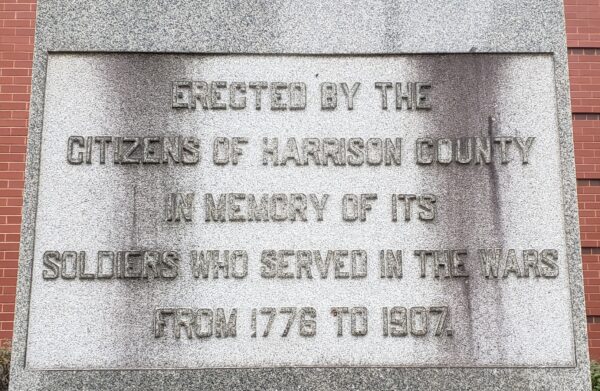 ERECTED BY THE
CITIZENS OF HARRISON COUNTY
IN MEMORY OF ITS
SOLDIERS WHO SERVED IN THE WARS
FROM 1776 TO 1907.